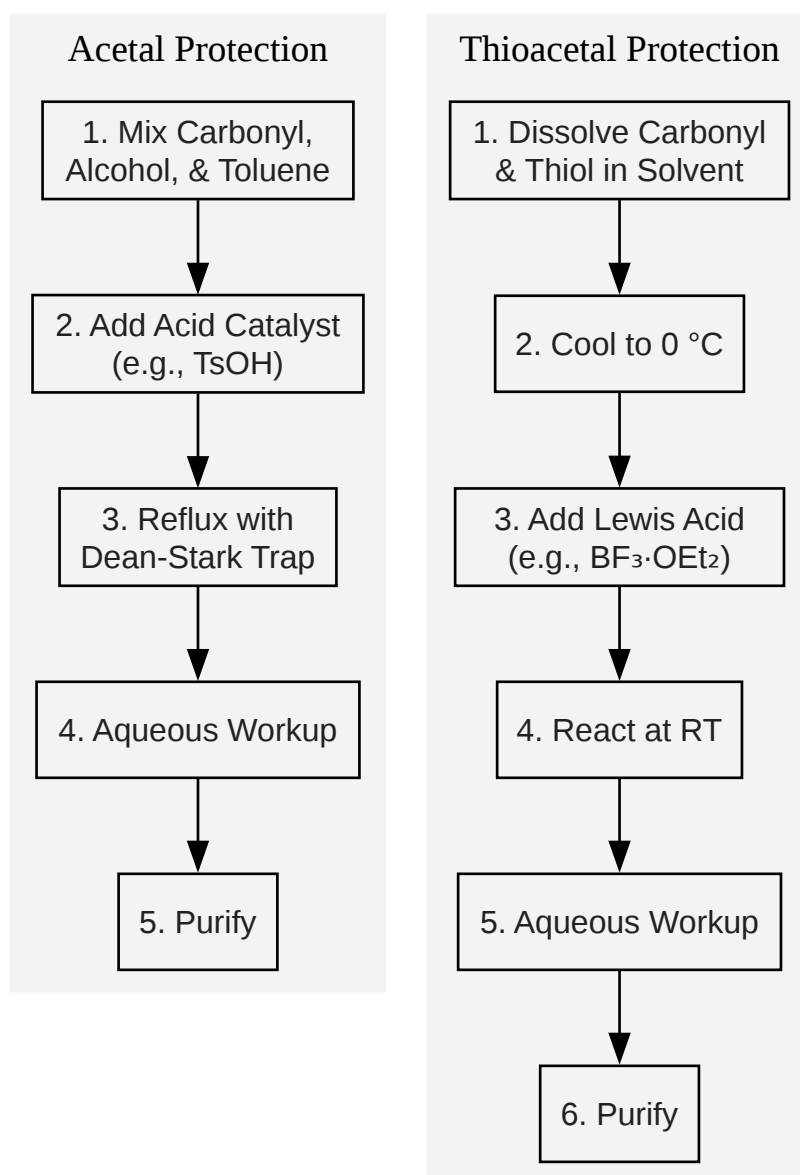 Acetal Protection
1. Mix Carbonyl,
Alcohol, & Toluene
2. Add Acid Catalyst
(e.g., TsOH)
3. Reflux with
Dean-Stark Trap
4. Aqueous Workup
5. Purify
Thioacetal Protection
1. Dissolve Carbonyl
& Thiol in Solvent
2. Cool to 0 °C
3. Add Lewis Acid
(e.g., BF₃·OEt₂)
4. React at RT
5. Aqueous Workup
6. Purify